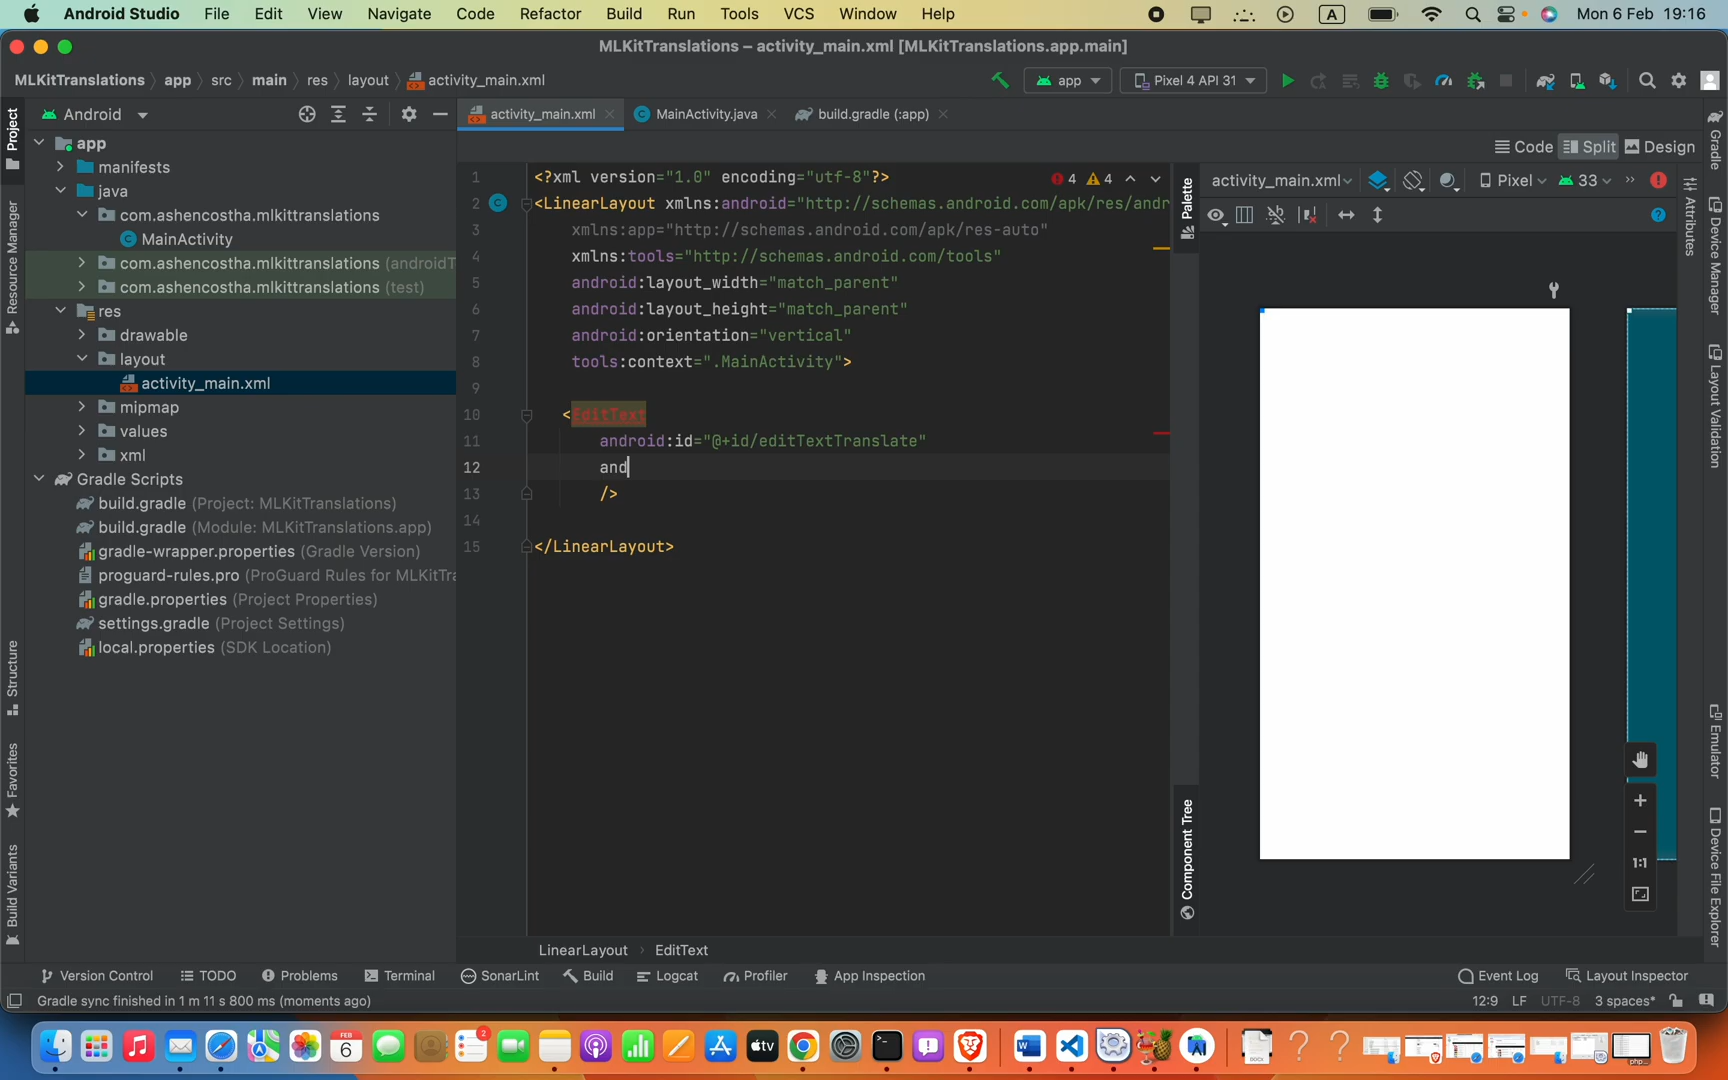 Android Studio File Edit View Navigate Code Refactor Build Run Tools VCS Window Help A Mon 6 Feb 19:16
MLKitTranslations – activity_main.xml [MLKitTranslations.app.main]
MLKitTranslations app src main res layout activity_main.xml app Pixel 4 API 31
Android activity_main.xml MainActivity.java build.gradle (:app)
Code Split Design
Project
Resource Manager
Structure
Favorites
Build Variants
app
manifests
java
com.ashencostha.mlkittranslations
MainActivity
com.ashencostha.mlkittranslations (androidT
com.ashencostha.mlkittranslations (test)
res
drawable
layout
activity_main.xml
mipmap
values
xml
Gradle Scripts
build.gradle (Project: MLKitTranslations)
build.gradle (Module: MLKitTranslations.app)
gradle-wrapper.properties (Gradle Version)
proguard-rules.pro (ProGuard Rules for MLKitTra
gradle.properties (Project Properties)
settings.gradle (Project Settings)
local.properties (SDK Location)
1 <?xml version="1.0" encoding="utf-8"?> 4 4
2 <LinearLayout xmlns:android="http://schemas.android.com/apk/res/andr
3 xmlns:app="http://schemas.android.com/apk/res-auto"
4 xmlns:tools="http://schemas.android.com/tools"
5 android:layout_width="match_parent"
6 android:layout_height="match_parent"
7 android:orientation="vertical"
8 tools:context=".MainActivity">
9
10 <EditText
11 android:id="@+id/editTextTranslate"
12 and
13 />
14
15 </LinearLayout>
Palette
Component Tree
activity_main.xml Pixel 33
1:1
Gradle
Attributes
Device Manager
Layout Validation
Emulator
Device File Explorer
LinearLayout EditText
Version Control TODO Problems Terminal SonarLint Build Logcat Profiler App Inspection Event Log Layout Inspector
Gradle sync finished in 1 m 11 s 800 ms (moments ago) 12:9 LF UTF-8 3 spaces*
FEB
6
2
tv
DOCX
php